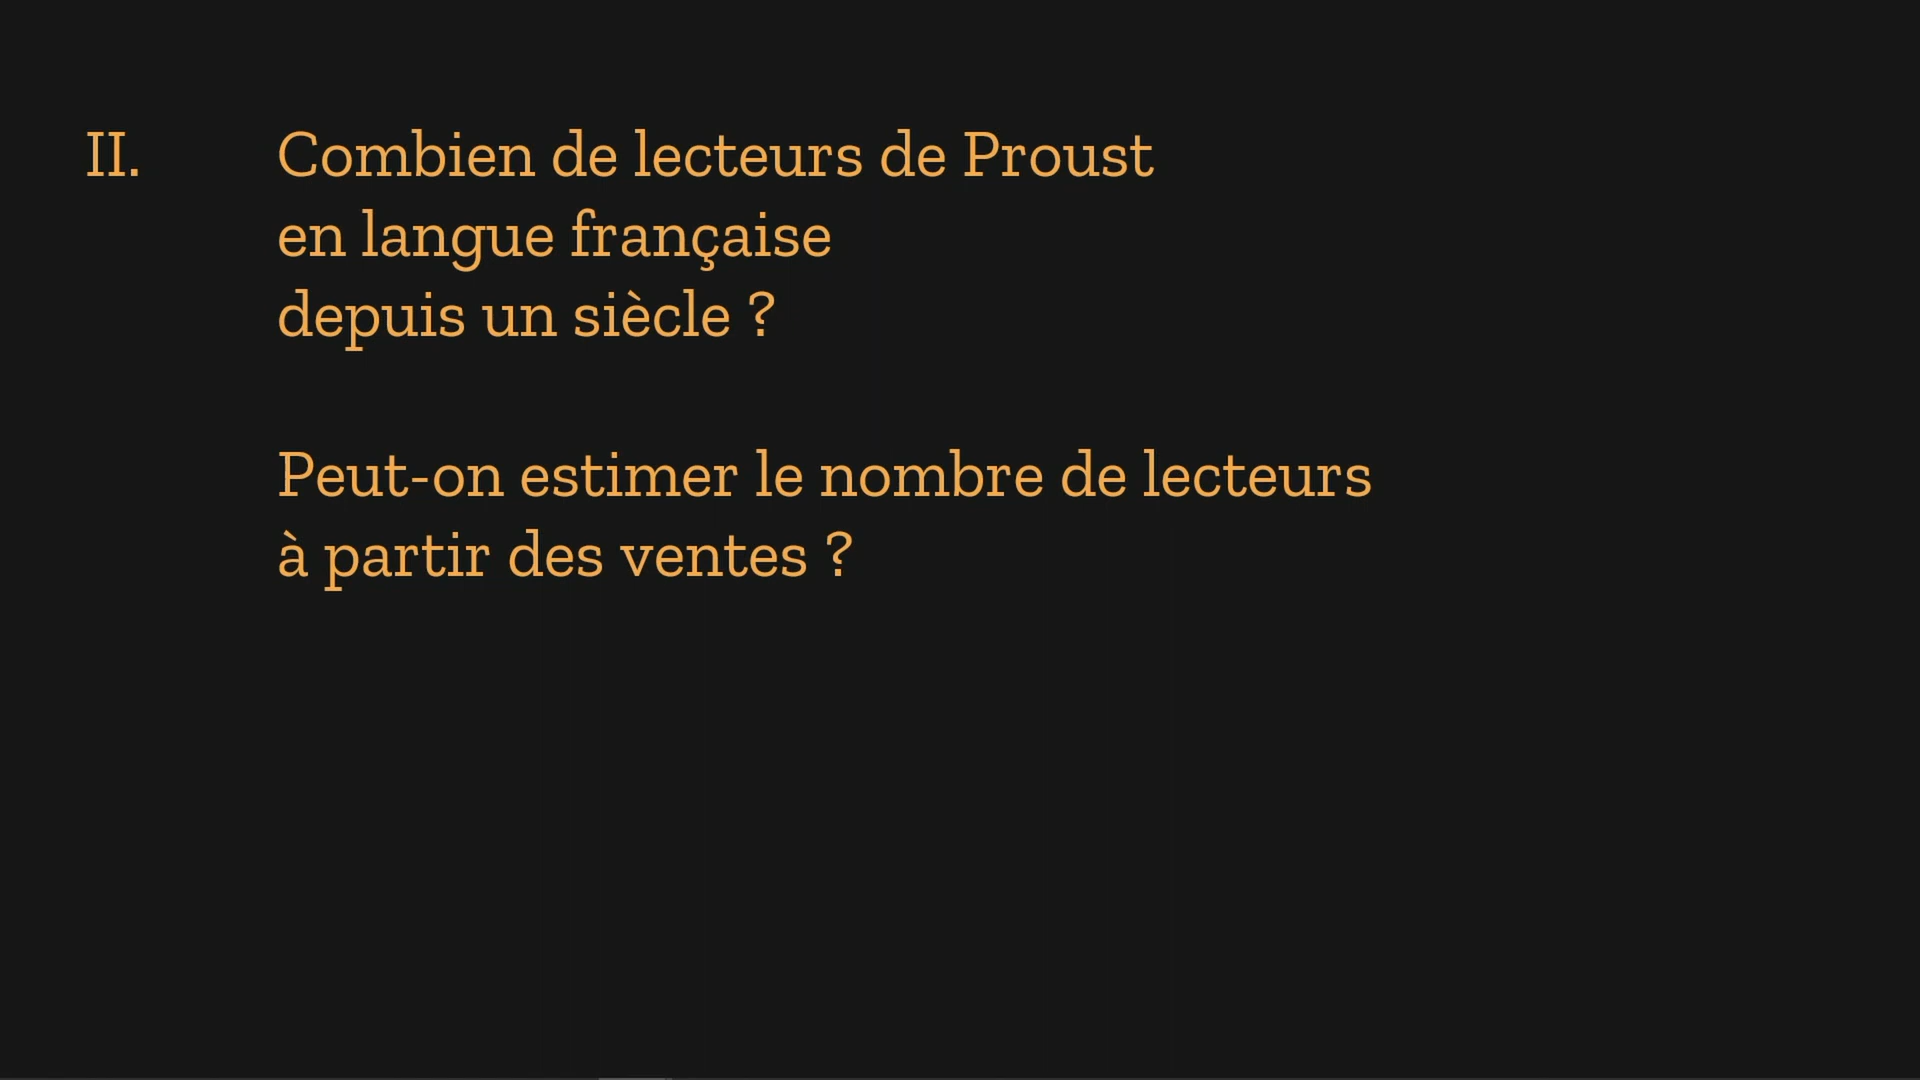 II. Combien de lecteurs de Proust
en langue française
depuis un siècle ?
Peut-on estimer le nombre de lecteurs
à partir des ventes ?